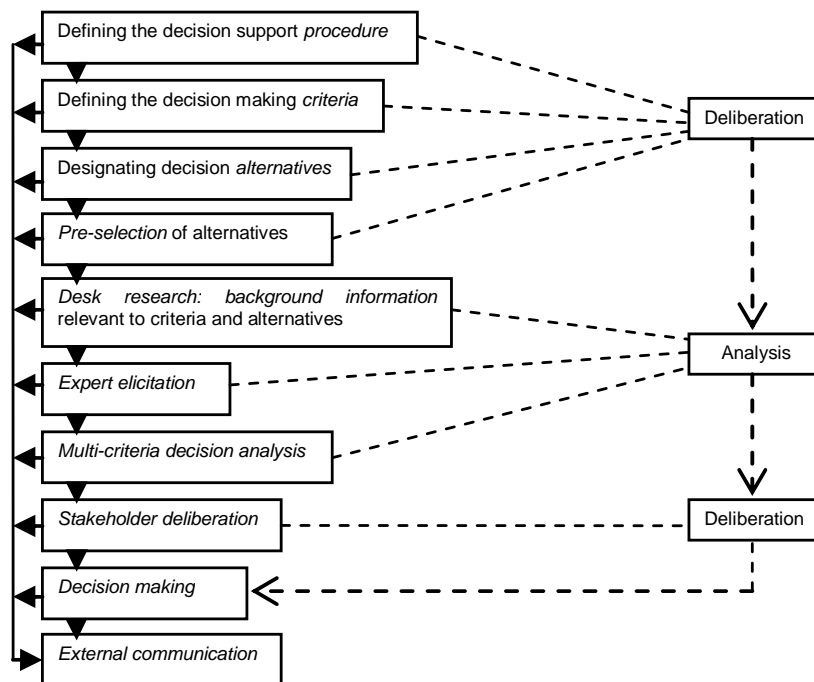 Defining the decision support procedure
Defining the decision making criteria
Designating decision alternatives
Pre-selection of alternatives
Desk research: background information
relevant to criteria and alternatives
Expert elicitation
Multi-criteria decision analysis
Stakeholder deliberation
Decision making
External communication
Deliberation
Analysis
Deliberation